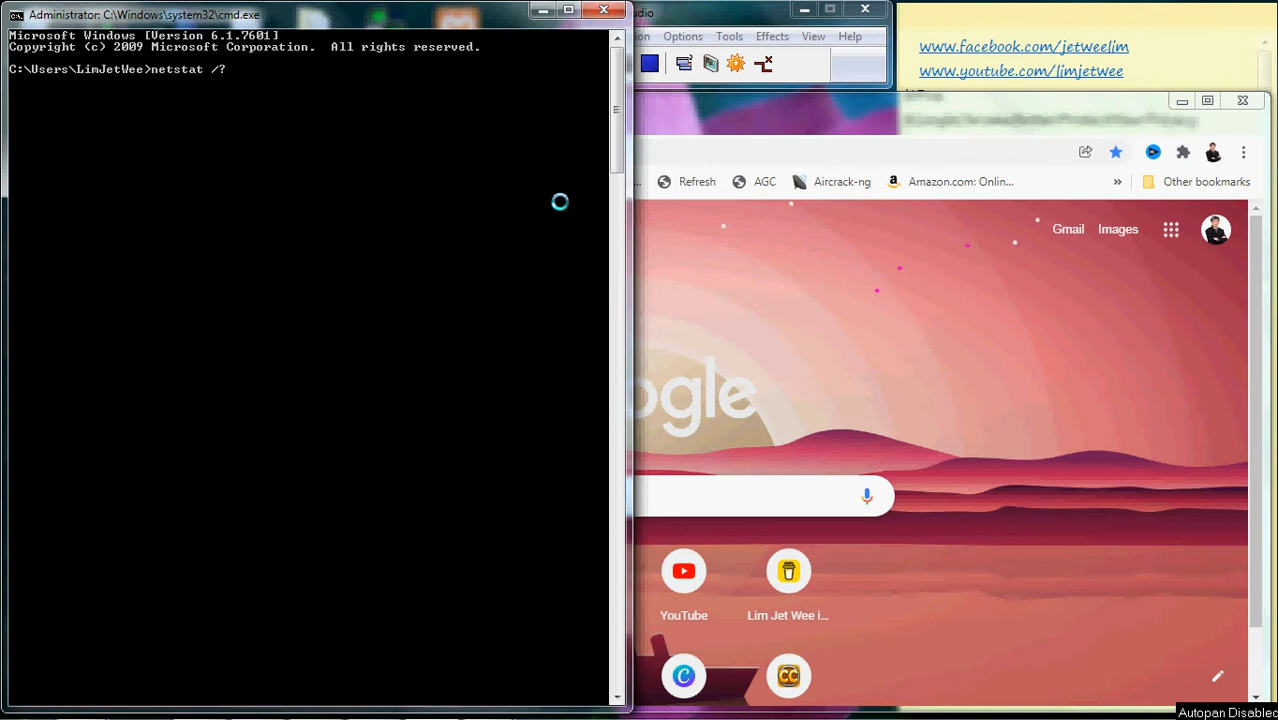 Administrator: C:\Windows\system32\cmd.exe
Microsoft Windows [Version 6.1.7601]
Copyright (c) 2009 Microsoft Corporation.  All rights reserved.
C:\Users\LimJetWee>netstat /?
Options Tools Effects View Help
www.facebook.com/jetweelim
www.youtube.com/limjetwee
Refresh AGC Aircrack-ng Amazon.com: Onlin... » Other bookmarks
Gmail Images
ogle
YouTube Lim Jet Wee i...
Autopan Disabled